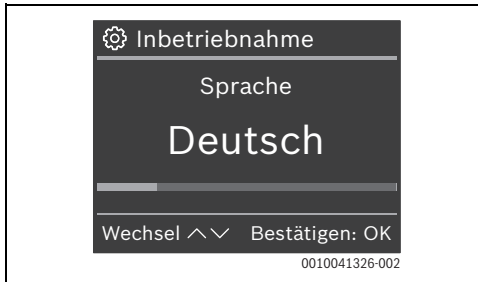 Inbetriebnahme
Sprache
Deutsch
Wechsel Bestätigen: OK
0010041326-002